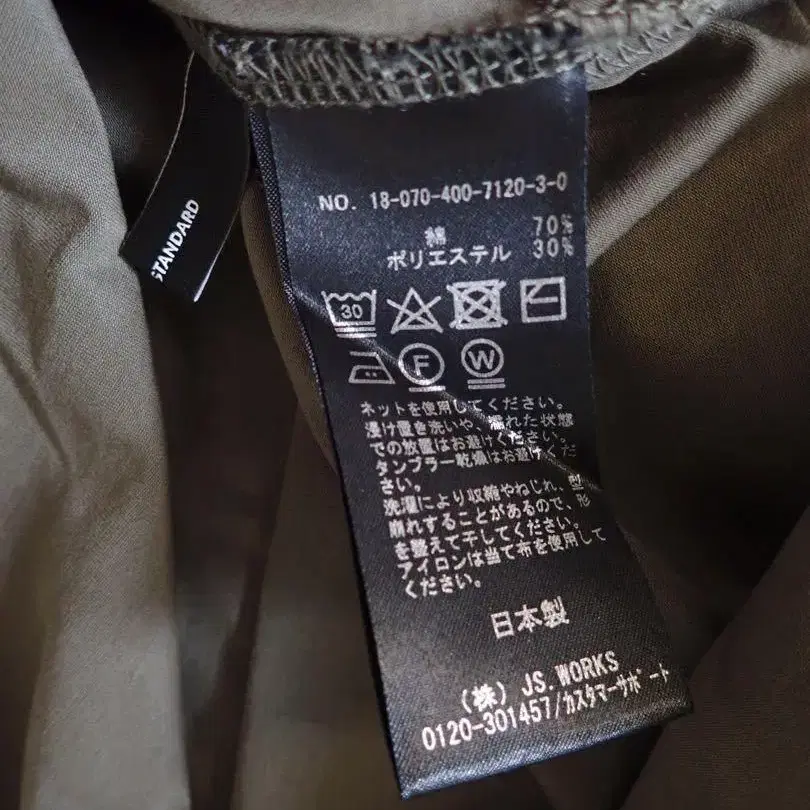 STANDARD
NO. 18-070-400-7120-3-0
綿 70%
ポリエステル 30%
30
F W
ネットを使用してください。
浸け置き洗いや、濡れた状態
での放置はお避けください。
タンブラー乾燥はお避けくだ
さい。
洗濯により収縮やねじれ、型
崩れすることがあるので、形
を整えて干してください。
アイロンは当て布を使用して
ください。
日本製
(株) JS.WORKS
0120-301457/カスタマーサポート